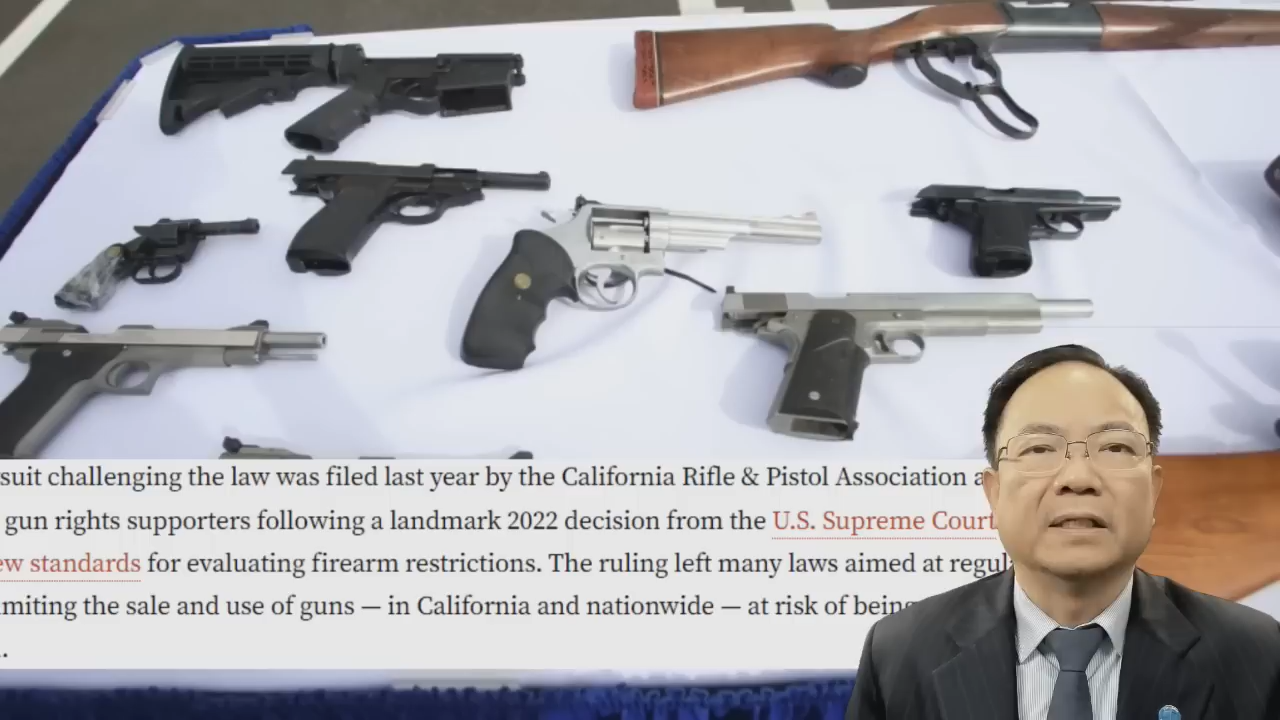 suit challenging the law was filed last year by the California Rifle & Pistol Association a
gun rights supporters following a landmark 2022 decision from the U.S. Supreme Court
ew standards for evaluating firearm restrictions. The ruling left many laws aimed at regul
miting the sale and use of guns — in California and nationwide — at risk of being
.